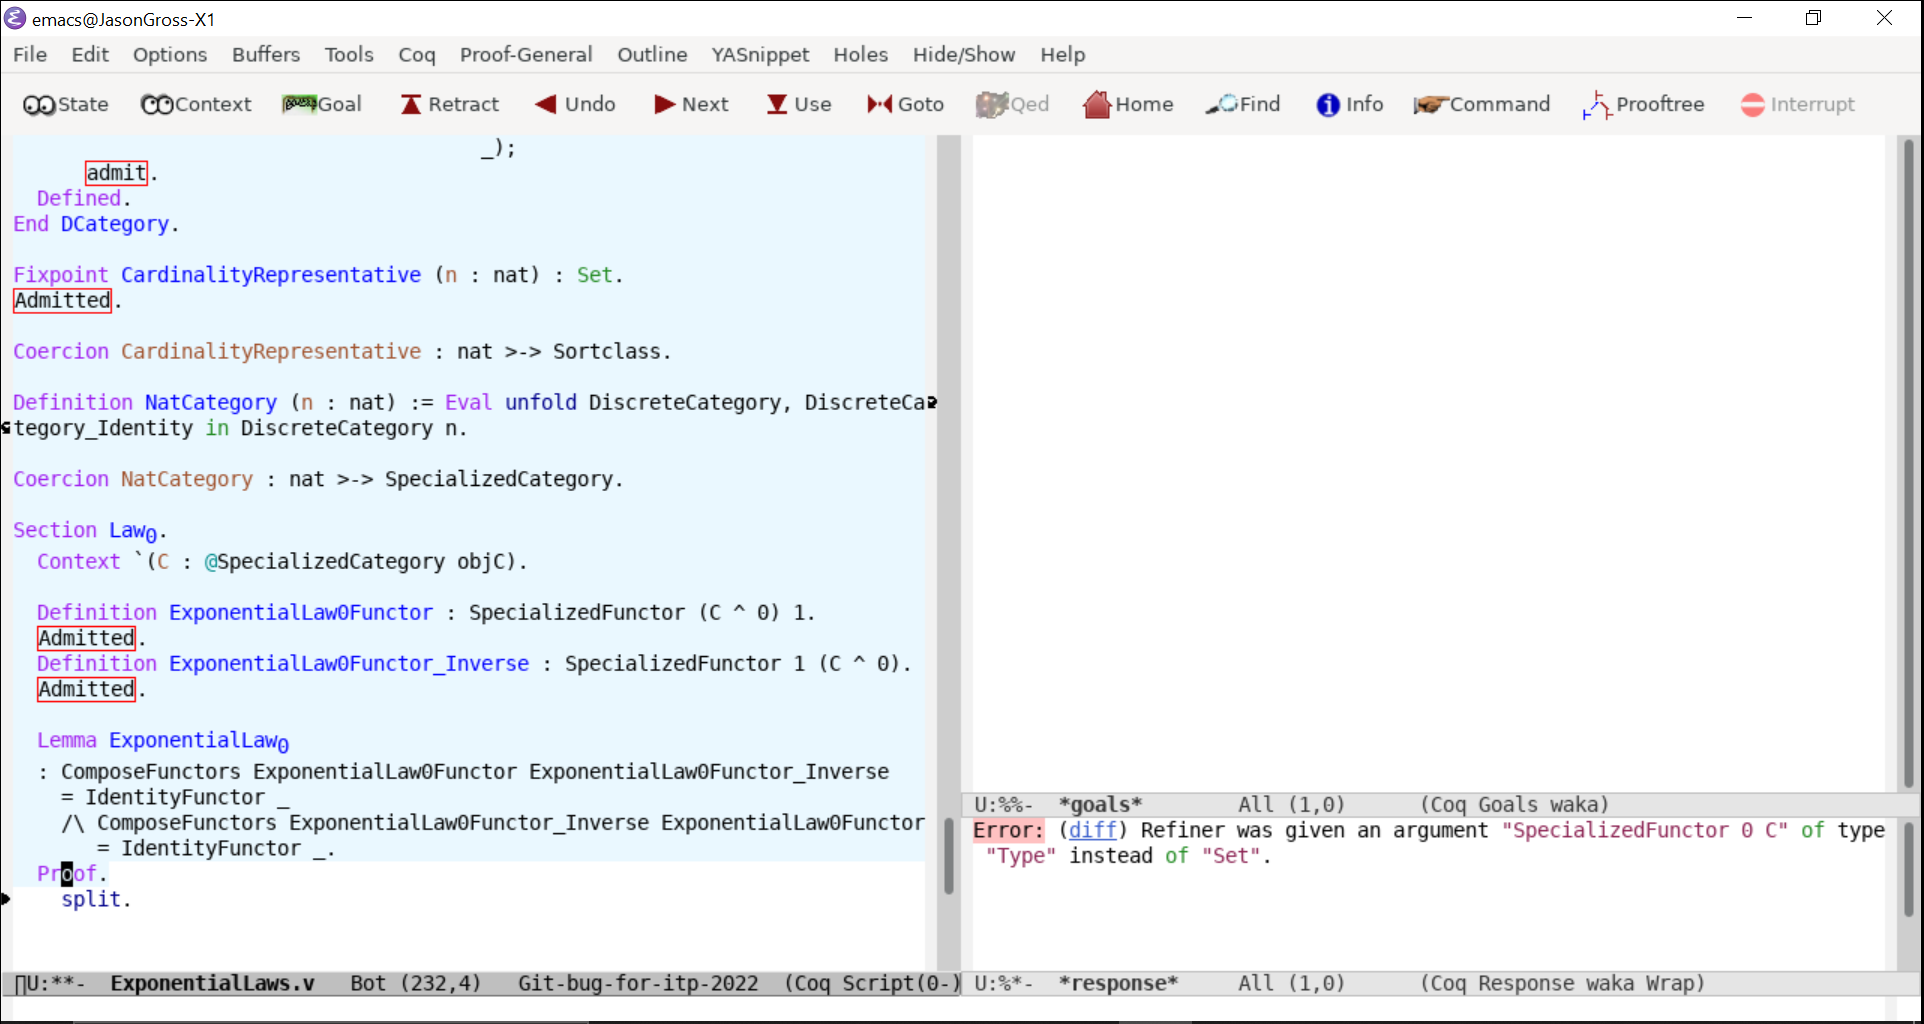 emacs@JasonGross-X1
File Edit Options Buffers Tools Coq Proof-General Outline YASnippet Holes Hide/Show Help
State Context Goal Retract Undo Next Use Goto Qed Home Find Info Command Prooftree Interrupt
_);
admit.
Defined.
End DCategory.
Fixpoint CardinalityRepresentative (n : nat) : Set.
Admitted.
Coercion CardinalityRepresentative : nat >-> Sortclass.
Definition NatCategory (n : nat) := Eval unfold DiscreteCategory, DiscreteCa
tegory_Identity in DiscreteCategory n.
Coercion NatCategory : nat >-> SpecializedCategory.
Section Law0.
Context `(C : @SpecializedCategory objC).
Definition ExponentialLaw0Functor : SpecializedFunctor (C ^ 0) 1.
Admitted.
Definition ExponentialLaw0Functor_Inverse : SpecializedFunctor 1 (C ^ 0).
Admitted.
Lemma ExponentialLaw0
: ComposeFunctors ExponentialLaw0Functor ExponentialLaw0Functor_Inverse
= IdentityFunctor _
/\ ComposeFunctors ExponentialLaw0Functor_Inverse ExponentialLaw0Functor
= IdentityFunctor _.
Proof.
split.
U:**- ExponentialLaws.v Bot (232,4) Git-bug-for-itp-2022 (Coq Script(0-)
U:%%- *goals* All (1,0) (Coq Goals waka)
Error: (diff) Refiner was given an argument "SpecializedFunctor 0 C" of type
"Type" instead of "Set".
U:%*- *response* All (1,0) (Coq Response waka Wrap)